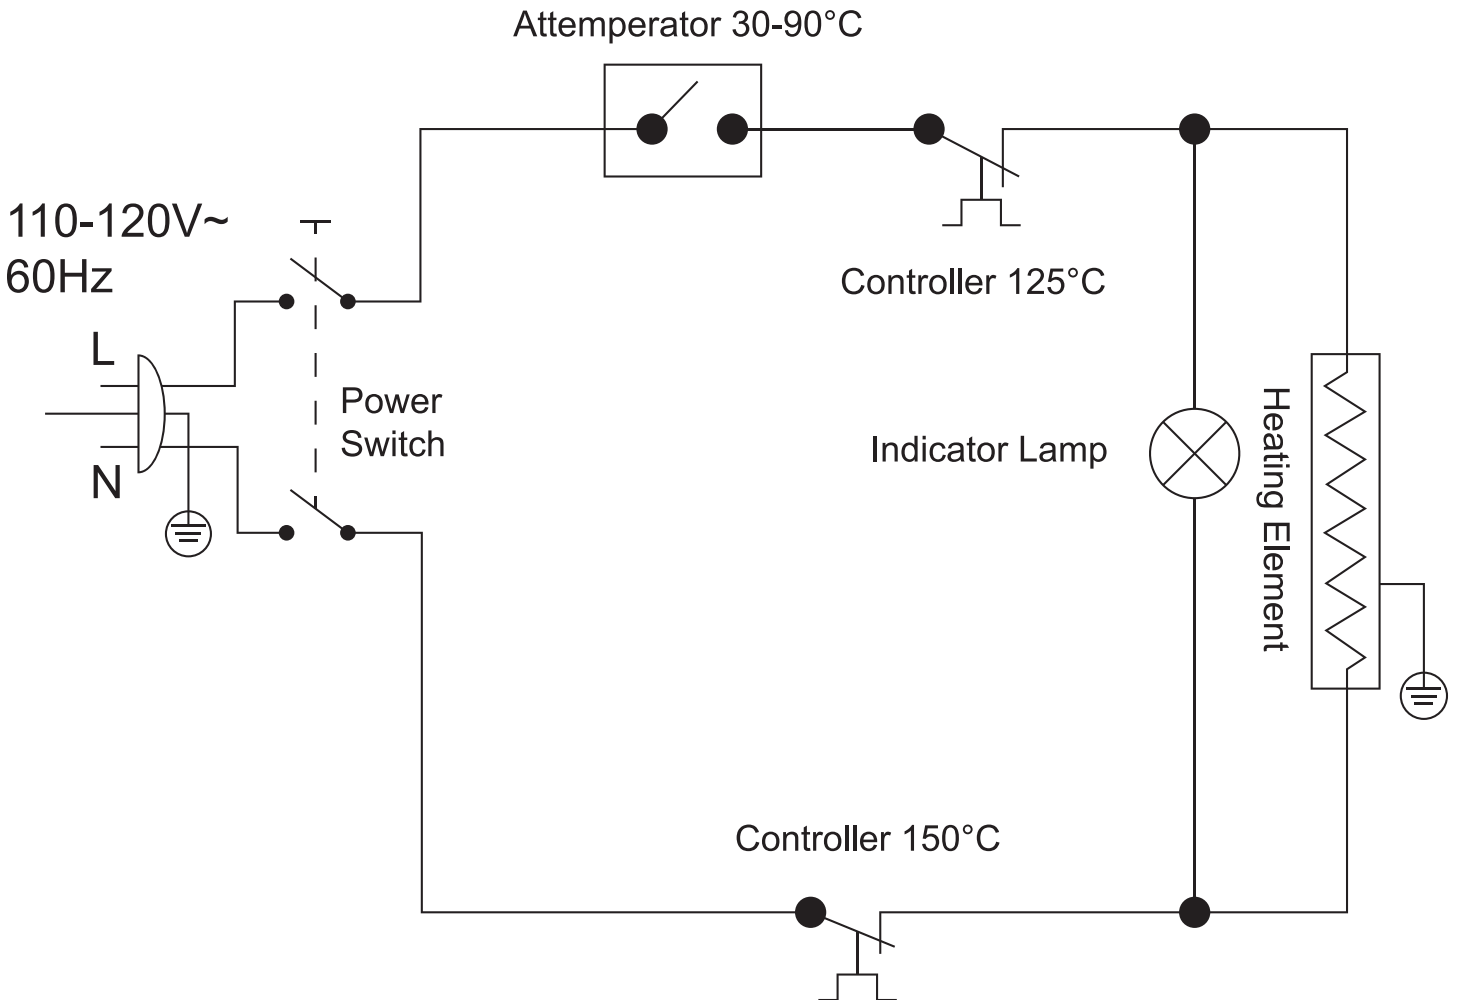 Attemperator 30-90°C
110-120V~
60Hz
Controller 125°C
L
Power
Switch
Indicator Lamp
Heating Element
N
Controller 150°C